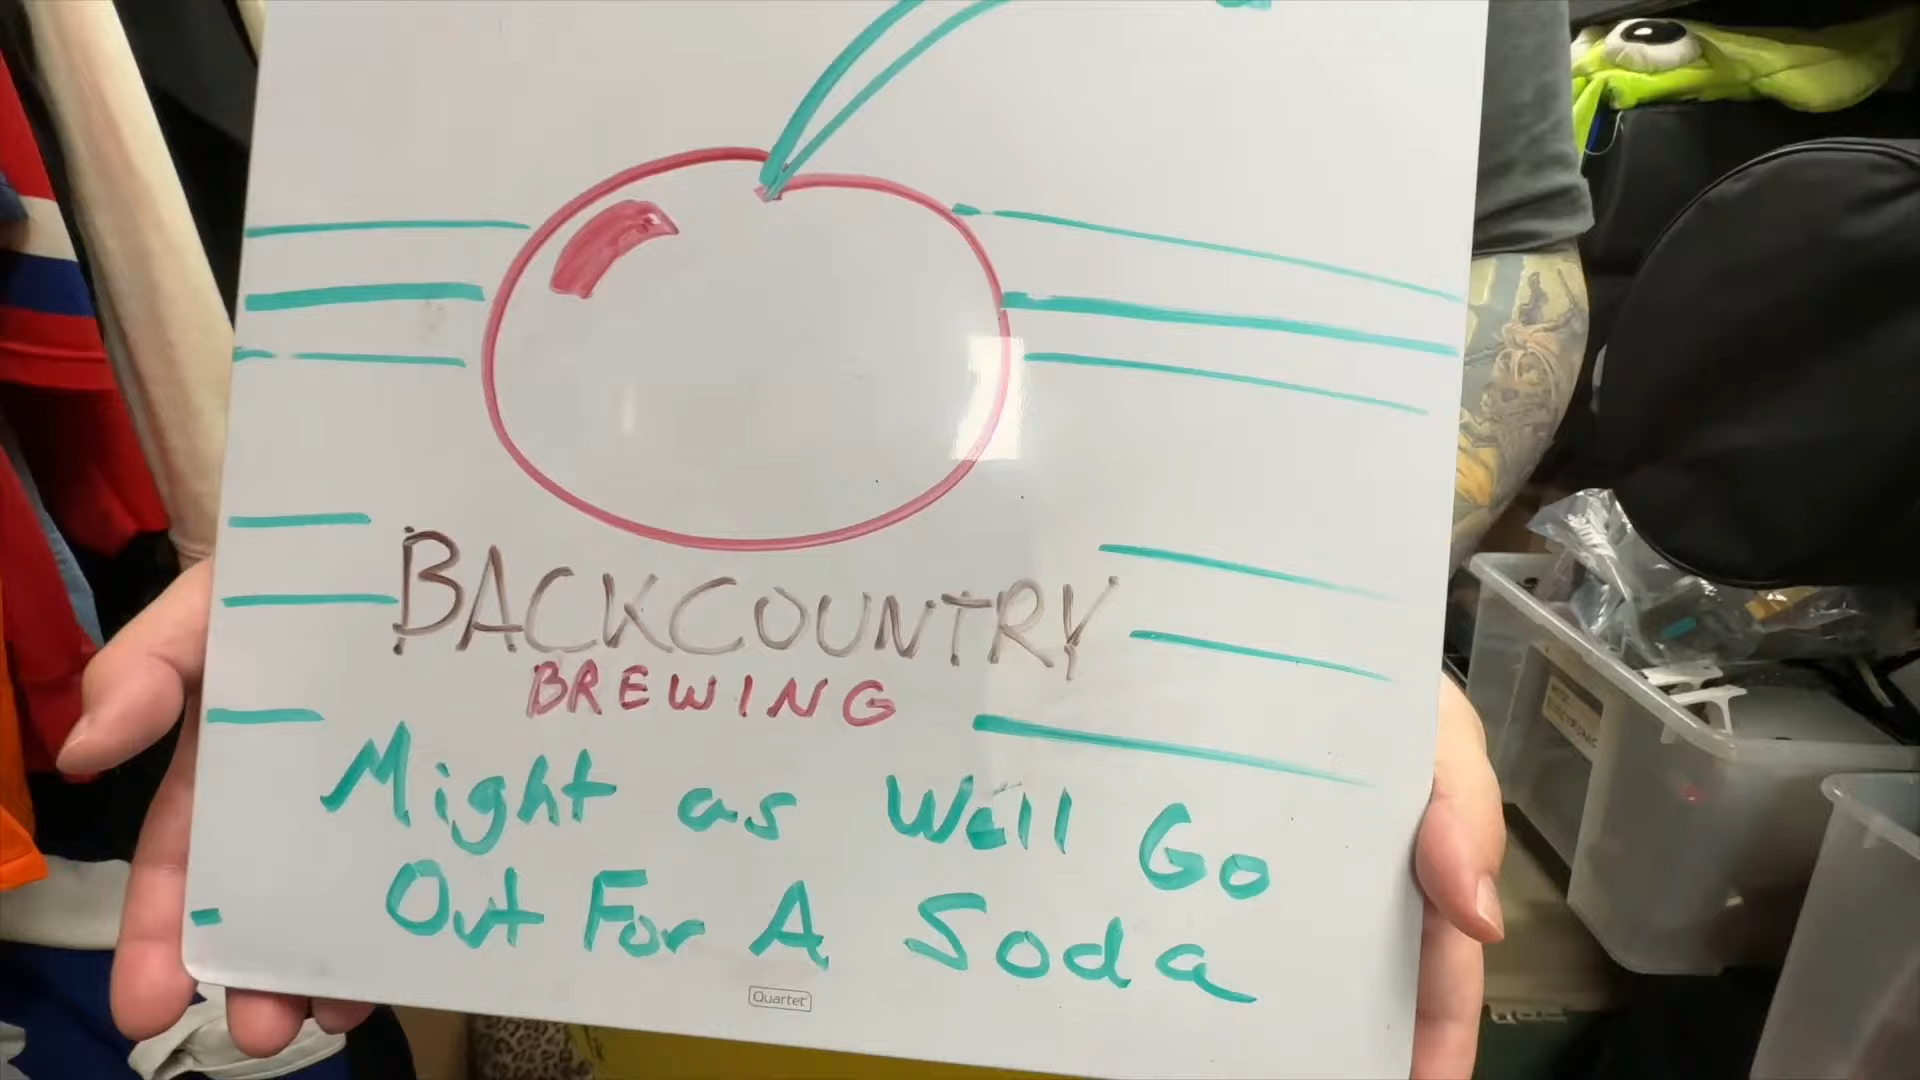 BACKCOUNTRY
BREWING
Might as Well Go
Out For A Soda
Quartet